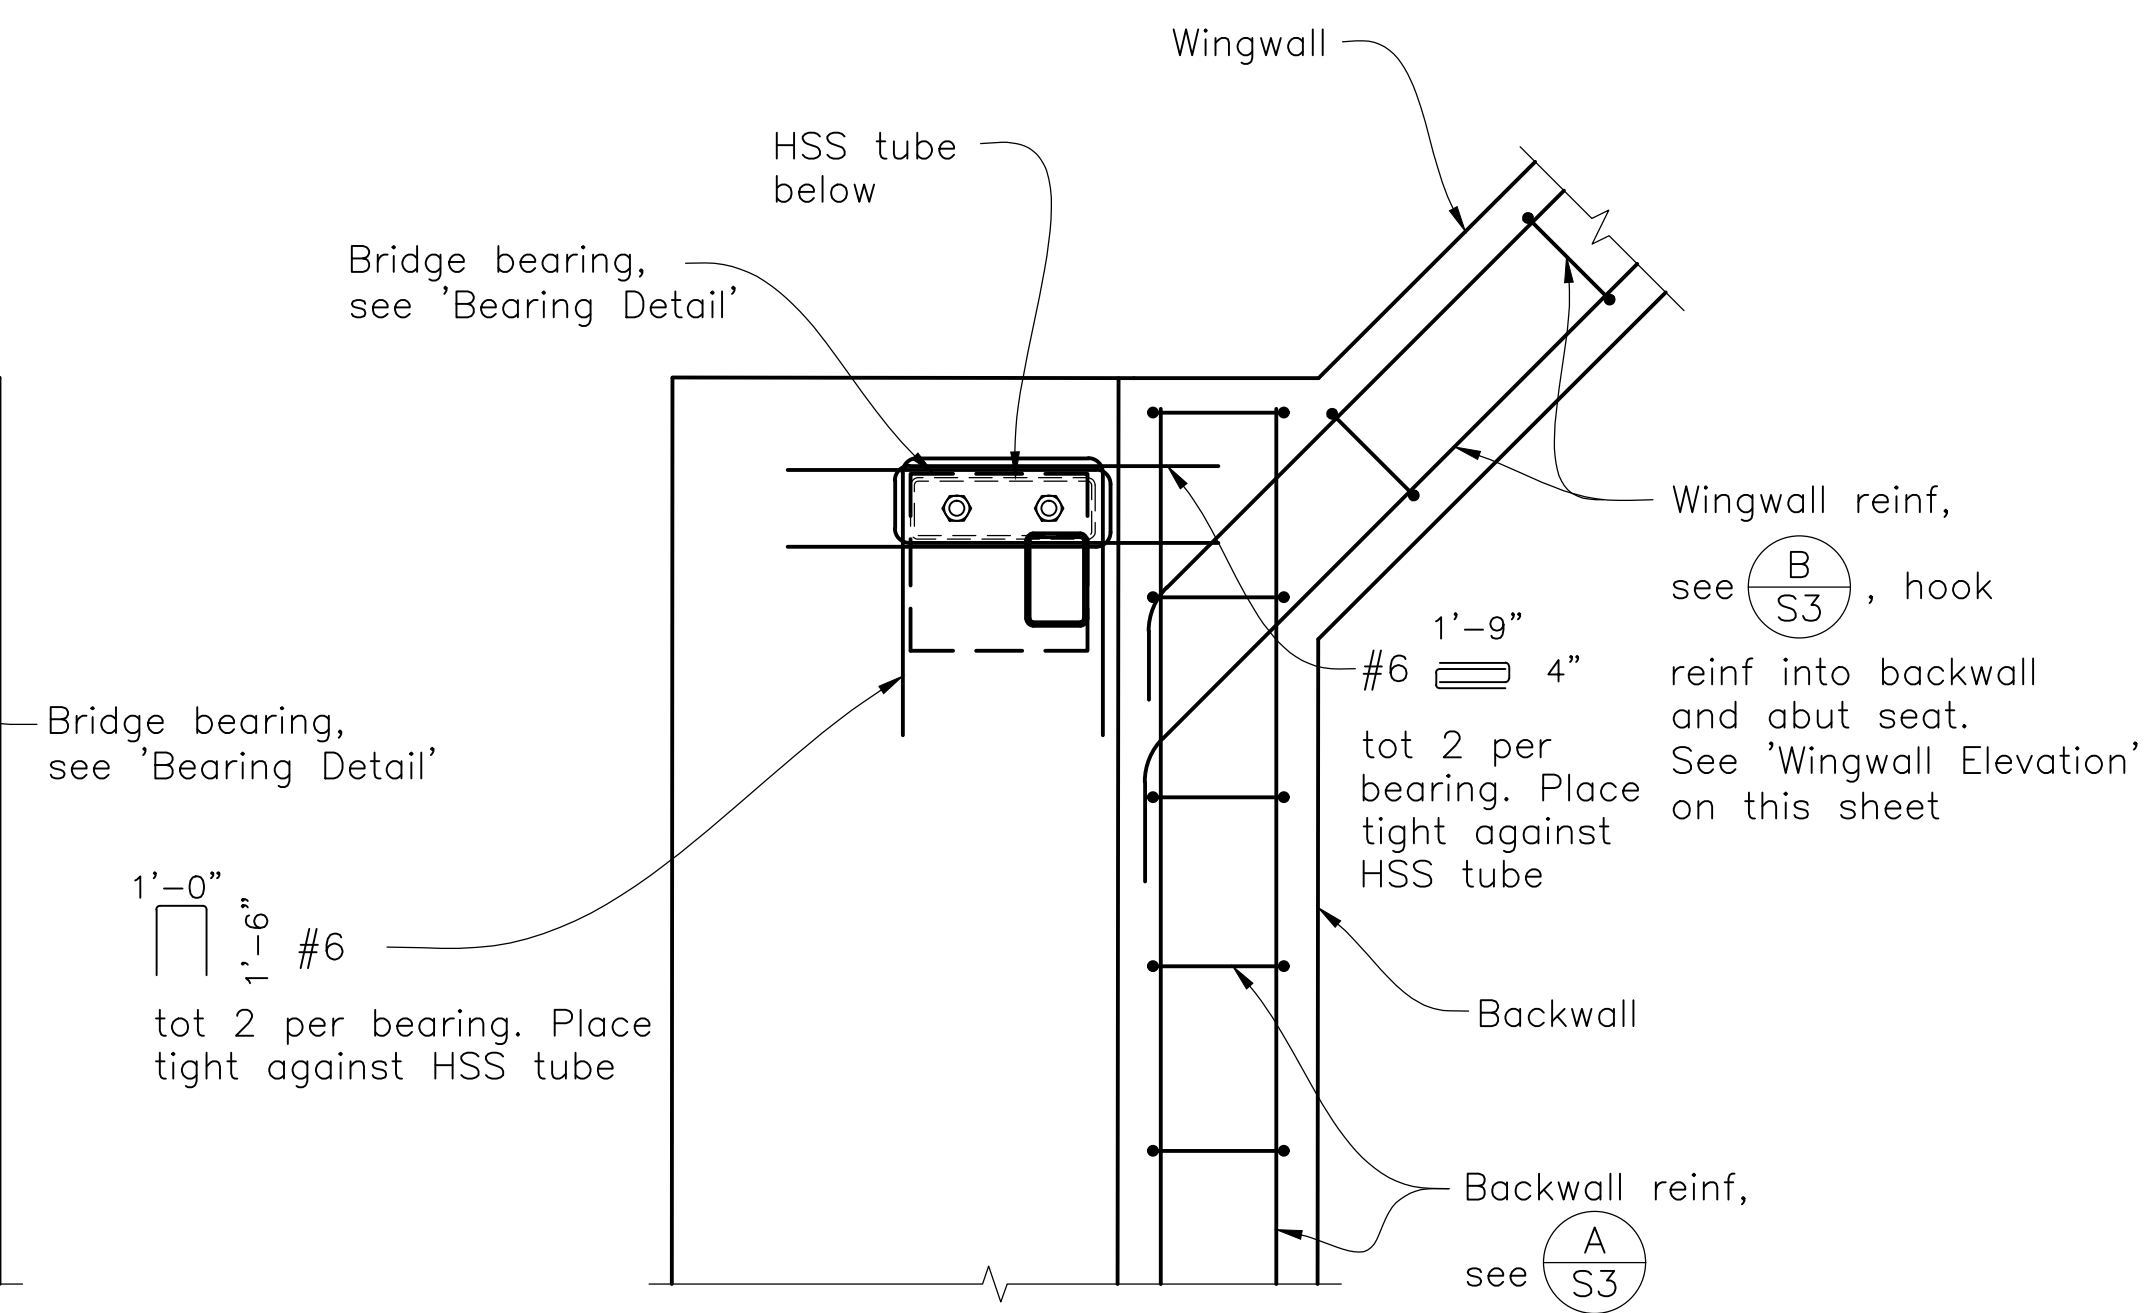 Wingwall
HSS tube
below
Bridge bearing,
see 'Bearing Detail'
Wingwall reinf,
see B
S3 , hook
reinf into backwall
and abut seat.
See 'Wingwall Elevation'
on this sheet
1'-9"
#6 4"
tot 2 per
bearing. Place
tight against
HSS tube
Bridge bearing,
see 'Bearing Detail'
1'-0"
1'-6"
#6
tot 2 per bearing. Place
tight against HSS tube
Backwall
Backwall reinf,
see A
S3